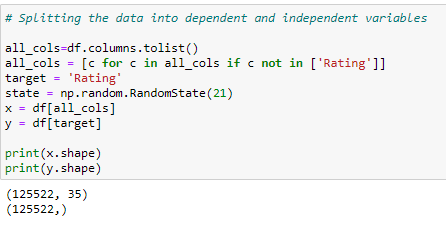 # Splitting the data into dependent and independent variables
all_cols=df.columns.tolist()
all_cols = [c for c in all_cols if c not in ['Rating']]
target = 'Rating'
state = np.random.RandomState(21)
x = df[all_cols]
y = df[target]
print(x.shape)
print(y.shape)
(125522, 35)
(125522,)